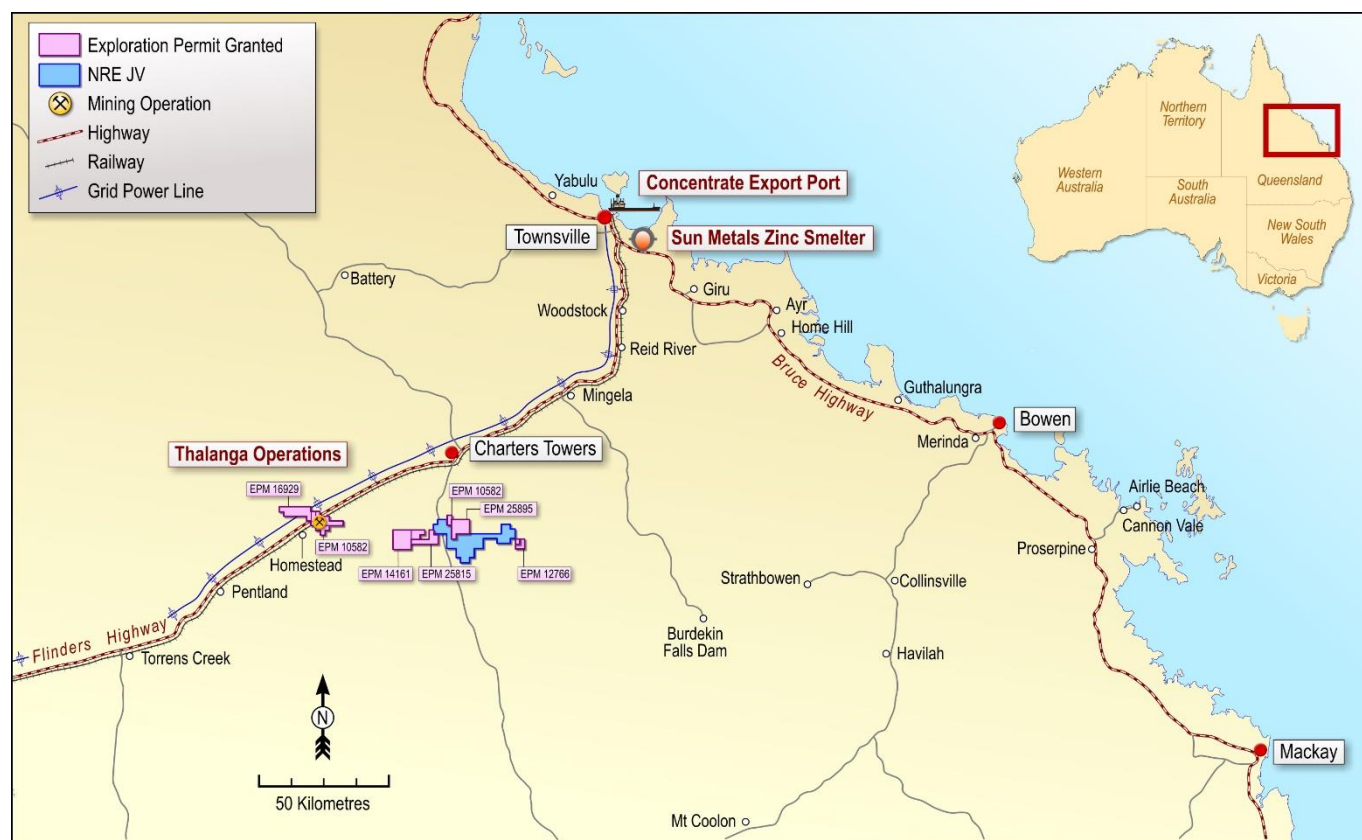 Exploration Permit Granted
NRE JV
Mining Operation
Highway
Railway
Grid Power Line
Northern
Territory
Western
Australia
South
Australia
Queensland
New South
Wales
Victoria
Yabulu
Concentrate Export Port
Townsville
Sun Metals Zinc Smelter
Battery
Giru
Woodstock
Ayr
Home Hill
Reid River
Bruce Highway
Guthalungra
Mingela
Bowen
Merinda
Thalanga Operations
Charters Towers
EPM 16929
EPM 10582
EPM 25895
Airlie Beach
Cannon Vale
EPM 10582
Homestead
EPM 14161
EPM 25815
EPM 12766
Proserpine
Pentland
Strathbowen
Collinsville
Burdekin
Falls Dam
Flinders Highway
Torrens Creek
Havilah
N
Mackay
50 Kilometres
Mt Coolon